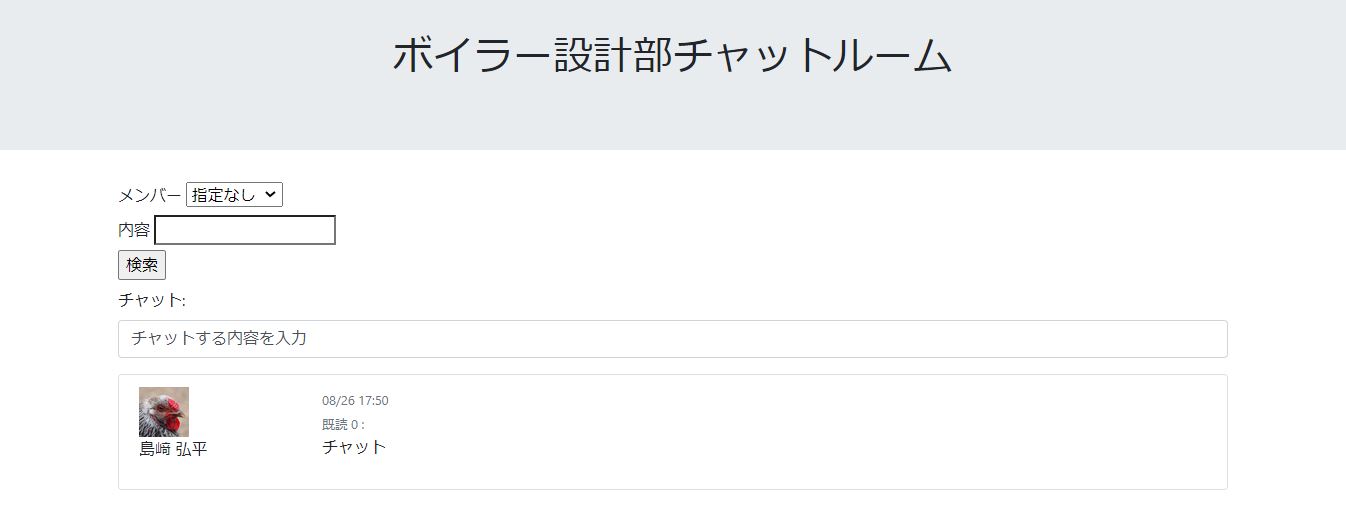 ボイラー設計部チャットルーム
メンバー 指定なし
内容
検索
チャット:
チャットする内容を入力
08/26 17:50
既読 0 :
島﨑 弘平 チャット